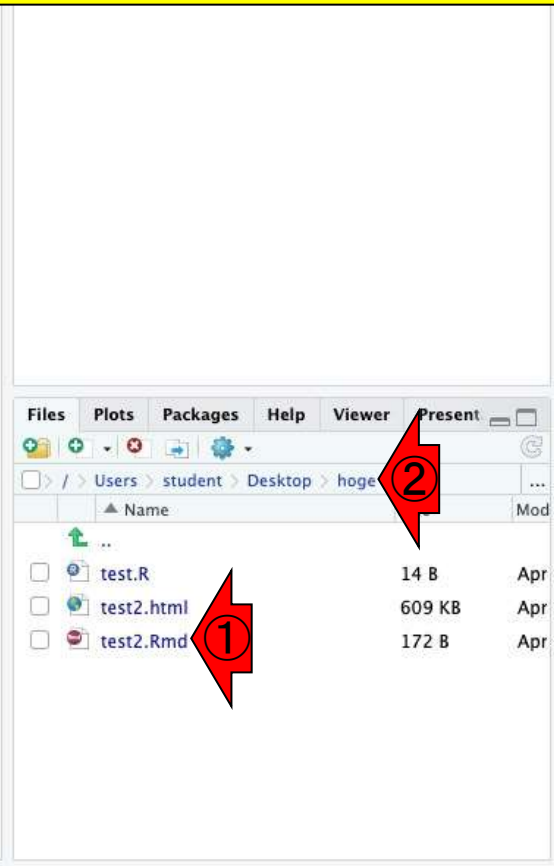 Files Plots Packages Help Viewer Present
/ Users student Desktop hoge ② ...
Name Mod
..
test.R 14 B Apr
test2.html 609 KB Apr
test2.Rmd ① 172 B Apr